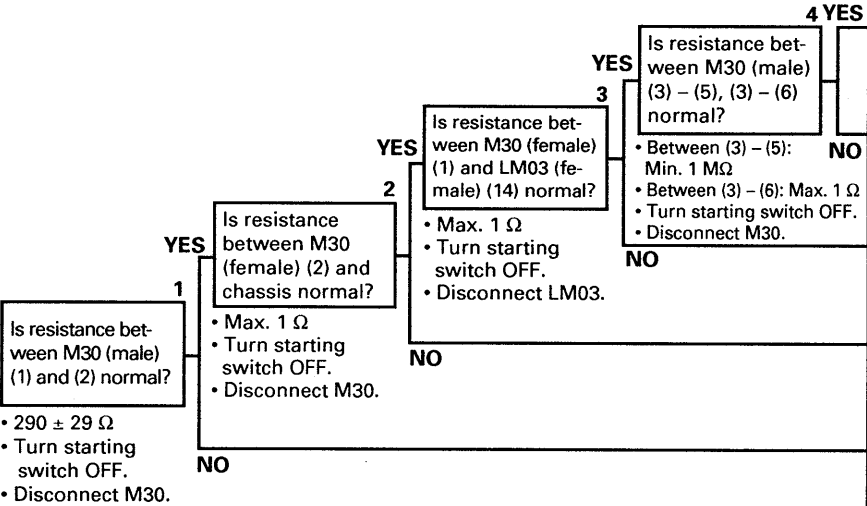 1
Is resistance bet-
ween M30 (male)
(1) and (2) normal?
• 290 ± 29 Ω
• Turn starting
switch OFF.
• Disconnect M30.
YES
NO
2
Is resistance
between M30
(female) (2) and
chassis normal?
• Max. 1 Ω
• Turn starting
switch OFF.
• Disconnect M30.
YES
NO
3
Is resistance bet-
ween M30 (female)
(1) and LM03 (fe-
male) (14) normal?
• Max. 1 Ω
• Turn starting
switch OFF.
• Disconnect LM03.
YES
NO
4
Is resistance bet-
ween M30 (male)
(3) – (5), (3) – (6)
normal?
• Between (3) – (5):
Min. 1 MΩ
• Between (3) – (6): Max. 1 Ω
• Turn starting switch OFF.
• Disconnect M30.
YES
NO